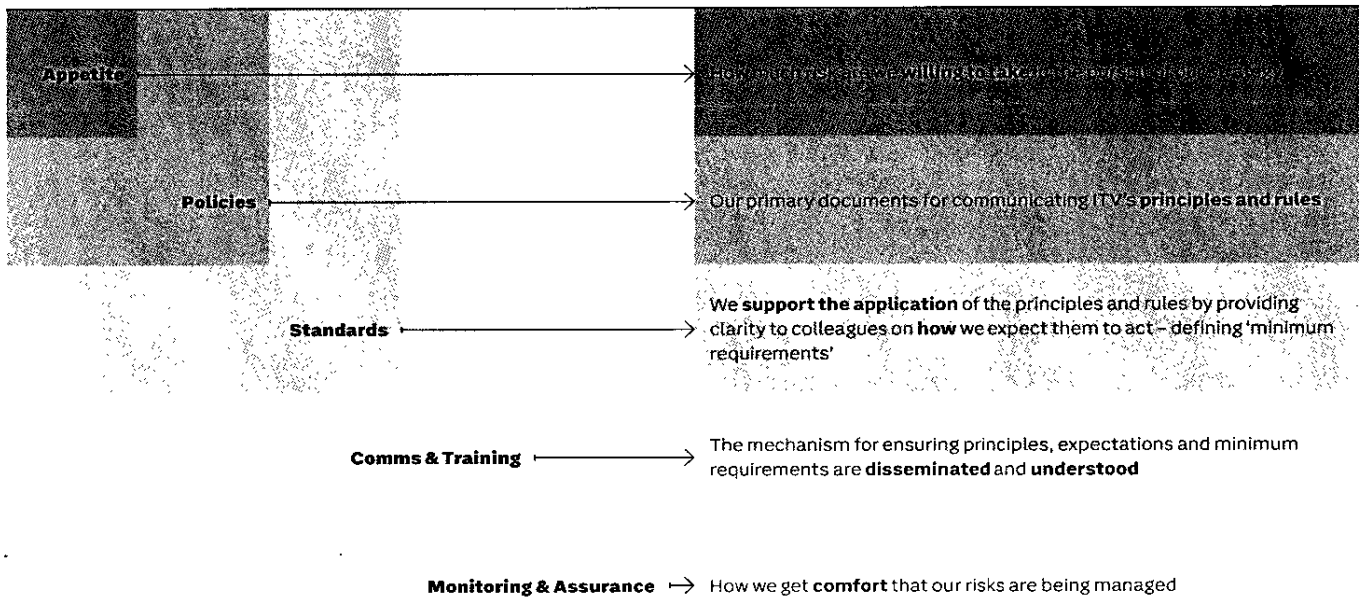 Appetite
How much risk are we willing to take
Policies
Our primary documents for communicating ITV's principles and rules
Standards
We support the application of the principles and rules by providing
clarity to colleagues on how we expect them to act – defining 'minimum
requirements'
Comms & Training
The mechanism for ensuring principles, expectations and minimum
requirements are disseminated and understood
Monitoring & Assurance
How we get comfort that our risks are being managed